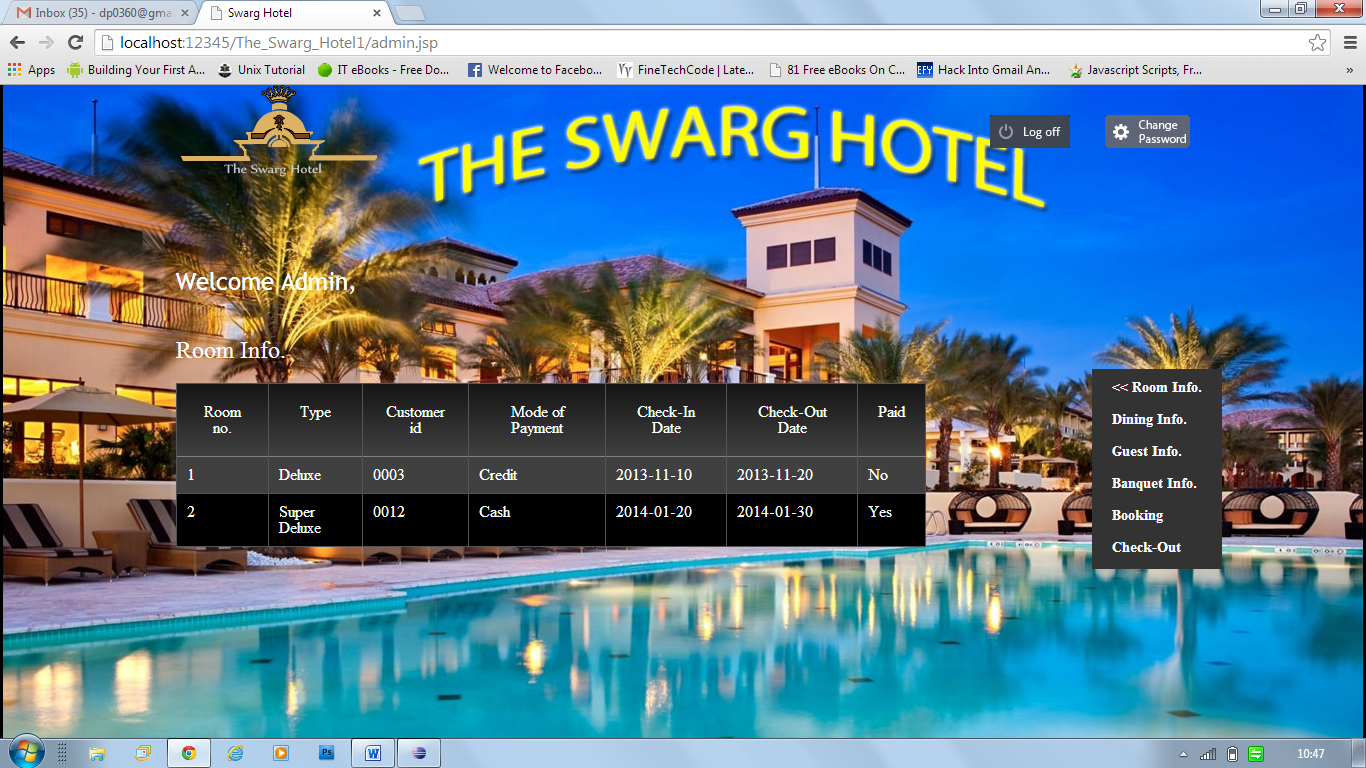 Inbox (35) - dp0360@gma
Swarg Hotel
localhost:12345/The_Swarg_Hotel1/admin.jsp
Apps
Building Your First A...
Unix Tutorial
IT eBooks - Free Do...
Welcome to Facebo...
FineTechCode | Late...
81 Free eBooks On C...
EFY
Hack Into Gmail An...
Javascript Scripts, Fr...
»
The Swarg Hotel
THE SWARG HOTEL
Log off
Change
Password
Welcome Admin,
Room Info.
Room no. Type Customer id Mode of Payment Check-In Date Check-Out Date Paid
1 Deluxe 0003 Credit 2013-11-10 2013-11-20 No
2 Super Deluxe 0012 Cash 2014-01-20 2014-01-30 Yes
<< Room Info.
Dining Info.
Guest Info.
Banquet Info.
Booking
Check-Out
Ps
W
10:47